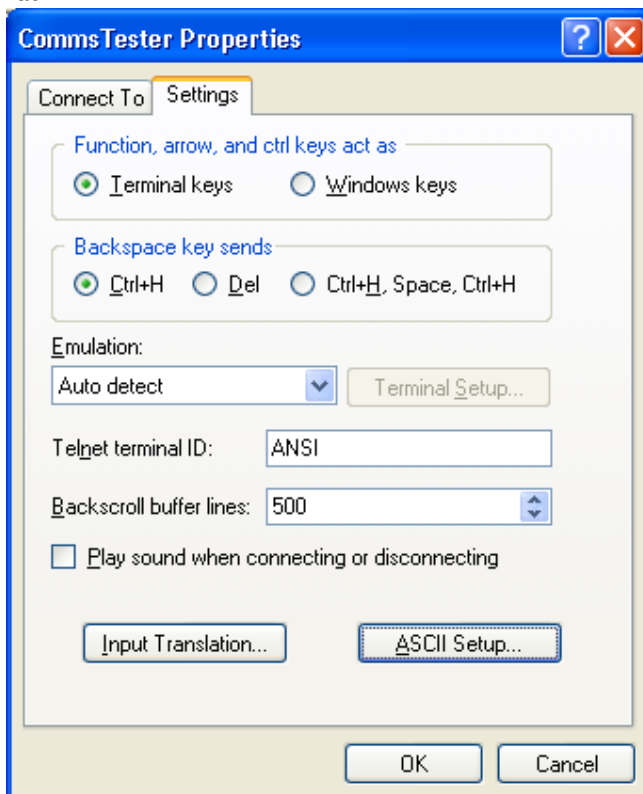 CommsTester Properties
Connect To Settings
Function, arrow, and ctrl keys act as
Terminal keys Windows keys
Backspace key sends
Ctrl+H Del Ctrl+H, Space, Ctrl+H
Emulation:
Auto detect Terminal Setup...
Telnet terminal ID: ANSI
Backscroll buffer lines: 500
Play sound when connecting or disconnecting
Input Translation... ASCII Setup...
OK Cancel